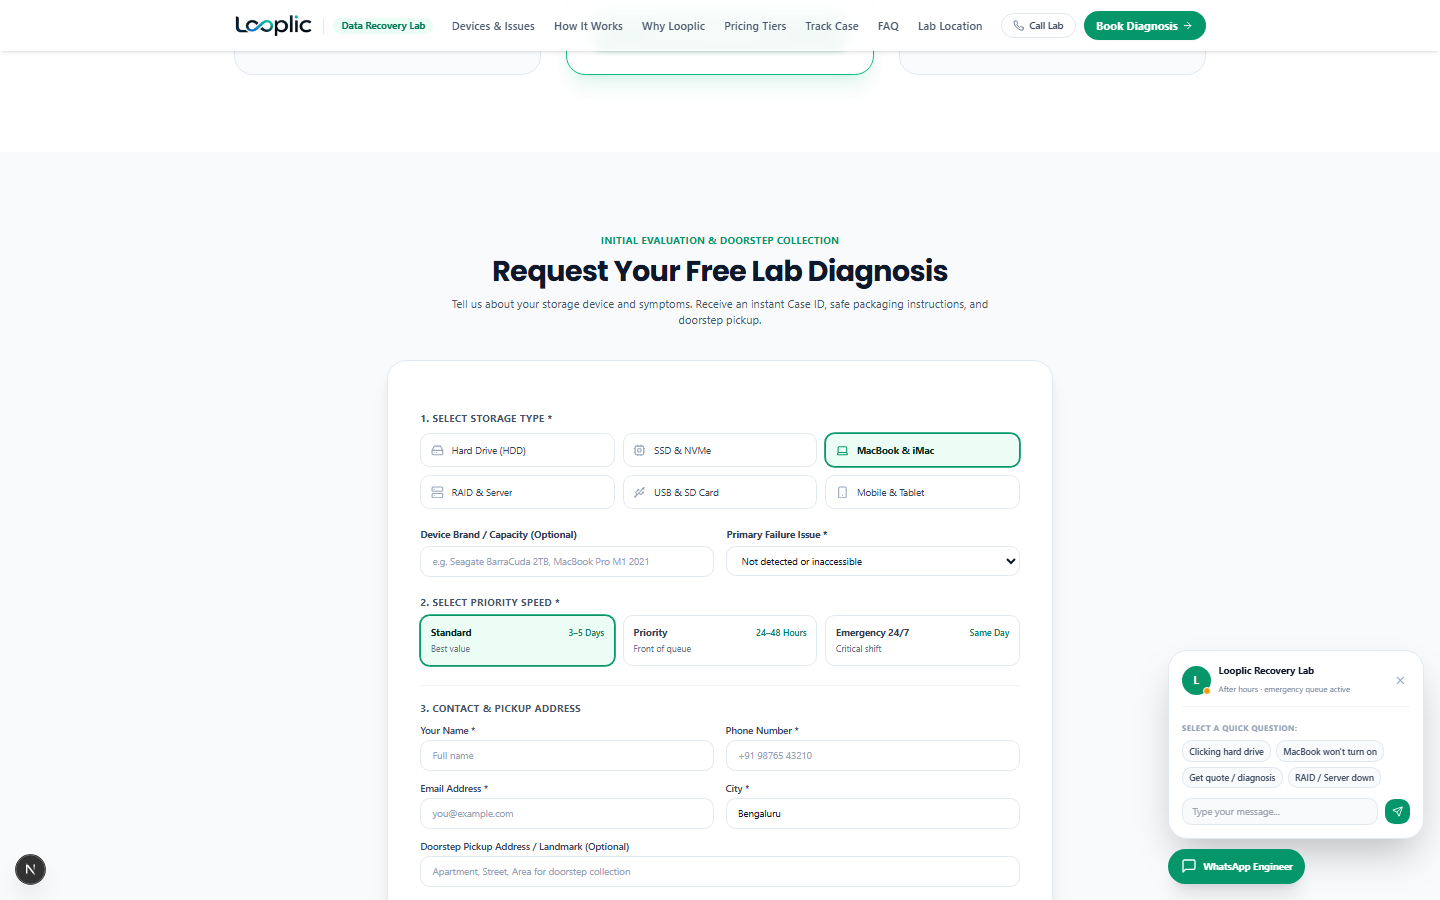 Looplic
Data Recovery Lab
Devices & Issues
How It Works
Why Looplic
Pricing Tiers
Track Case
FAQ
Lab Location
Call Lab
Book Diagnosis →
INITIAL EVALUATION & DOORSTEP COLLECTION
Request Your Free Lab Diagnosis
Tell us about your storage device and symptoms. Receive an instant Case ID, safe packaging instructions, and
doorstep pickup.
1. SELECT STORAGE TYPE *
Hard Drive (HDD)
SSD & NVMe
MacBook & iMac
RAID & Server
USB & SD Card
Mobile & Tablet
Device Brand / Capacity (Optional)
Primary Failure Issue *
e.g. Seagate BarraCuda 2TB, MacBook Pro M1 2021
Not detected or inaccessible
2. SELECT PRIORITY SPEED *
Standard
3–5 Days
Best value
Priority
24–48 Hours
Front of queue
Emergency 24/7
Same Day
Critical shift
3. CONTACT & PICKUP ADDRESS
Your Name *
Phone Number *
Full name
+91 98765 43210
Email Address *
City *
you@example.com
Bengaluru
Doorstep Pickup Address / Landmark (Optional)
Apartment, Street, Area for doorstep collection
L
Looplic Recovery Lab
After hours · emergency queue active
SELECT A QUICK QUESTION:
Clicking hard drive
MacBook won't turn on
Get quote / diagnosis
RAID / Server down
Type your message...
WhatsApp Engineer
N